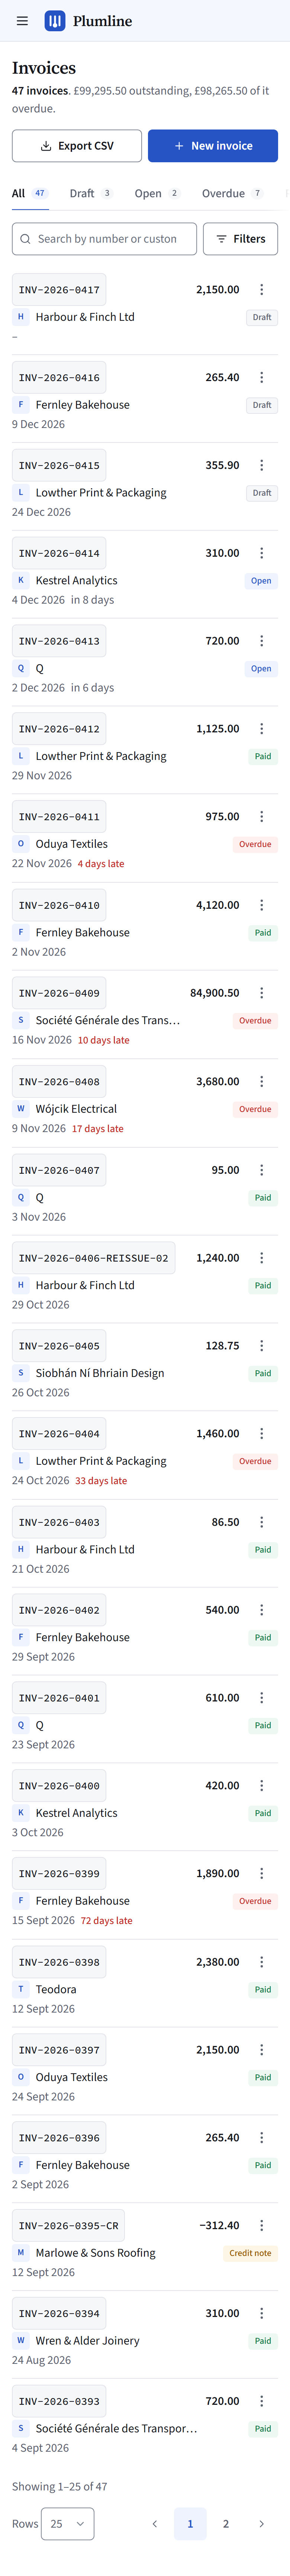 Plumline
Invoices
47 invoices. £99,295.50 outstanding, £98,265.50 of it
overdue.
Export CSV
New invoice
All 47 Draft 3 Open 2 Overdue 7
Search by number or custon
Filters
INV-2026-0417 2,150.00
H Harbour & Finch Ltd Draft
–
INV-2026-0416 265.40
F Fernley Bakehouse Draft
9 Dec 2026
INV-2026-0415 355.90
L Lowther Print & Packaging Draft
24 Dec 2026
INV-2026-0414 310.00
K Kestrel Analytics Open
4 Dec 2026 in 8 days
INV-2026-0413 720.00
Q Q Open
2 Dec 2026 in 6 days
INV-2026-0412 1,125.00
L Lowther Print & Packaging Paid
29 Nov 2026
INV-2026-0411 975.00
O Oduya Textiles Overdue
22 Nov 2026 4 days late
INV-2026-0410 4,120.00
F Fernley Bakehouse Paid
2 Nov 2026
INV-2026-0409 84,900.50
S Société Générale des Trans… Overdue
16 Nov 2026 10 days late
INV-2026-0408 3,680.00
W Wójcik Electrical Overdue
9 Nov 2026 17 days late
INV-2026-0407 95.00
Q Q Paid
3 Nov 2026
INV-2026-0406-REISSUE-02 1,240.00
H Harbour & Finch Ltd Paid
29 Oct 2026
INV-2026-0405 128.75
S Siobhán Ní Bhriain Design Paid
26 Oct 2026
INV-2026-0404 1,460.00
L Lowther Print & Packaging Overdue
24 Oct 2026 33 days late
INV-2026-0403 86.50
H Harbour & Finch Ltd Paid
21 Oct 2026
INV-2026-0402 540.00
F Fernley Bakehouse Paid
29 Sept 2026
INV-2026-0401 610.00
Q Q Paid
23 Sept 2026
INV-2026-0400 420.00
K Kestrel Analytics Paid
3 Oct 2026
INV-2026-0399 1,890.00
F Fernley Bakehouse Overdue
15 Sept 2026 72 days late
INV-2026-0398 2,380.00
T Teodora Paid
12 Sept 2026
INV-2026-0397 2,150.00
O Oduya Textiles Paid
24 Sept 2026
INV-2026-0396 265.40
F Fernley Bakehouse Paid
2 Sept 2026
INV-2026-0395-CR −312.40
M Marlowe & Sons Roofing Credit note
12 Sept 2026
INV-2026-0394 310.00
W Wren & Alder Joinery Paid
24 Aug 2026
INV-2026-0393 720.00
S Société Générale des Transpor… Paid
4 Sept 2026
Showing 1–25 of 47
Rows 25 1 2